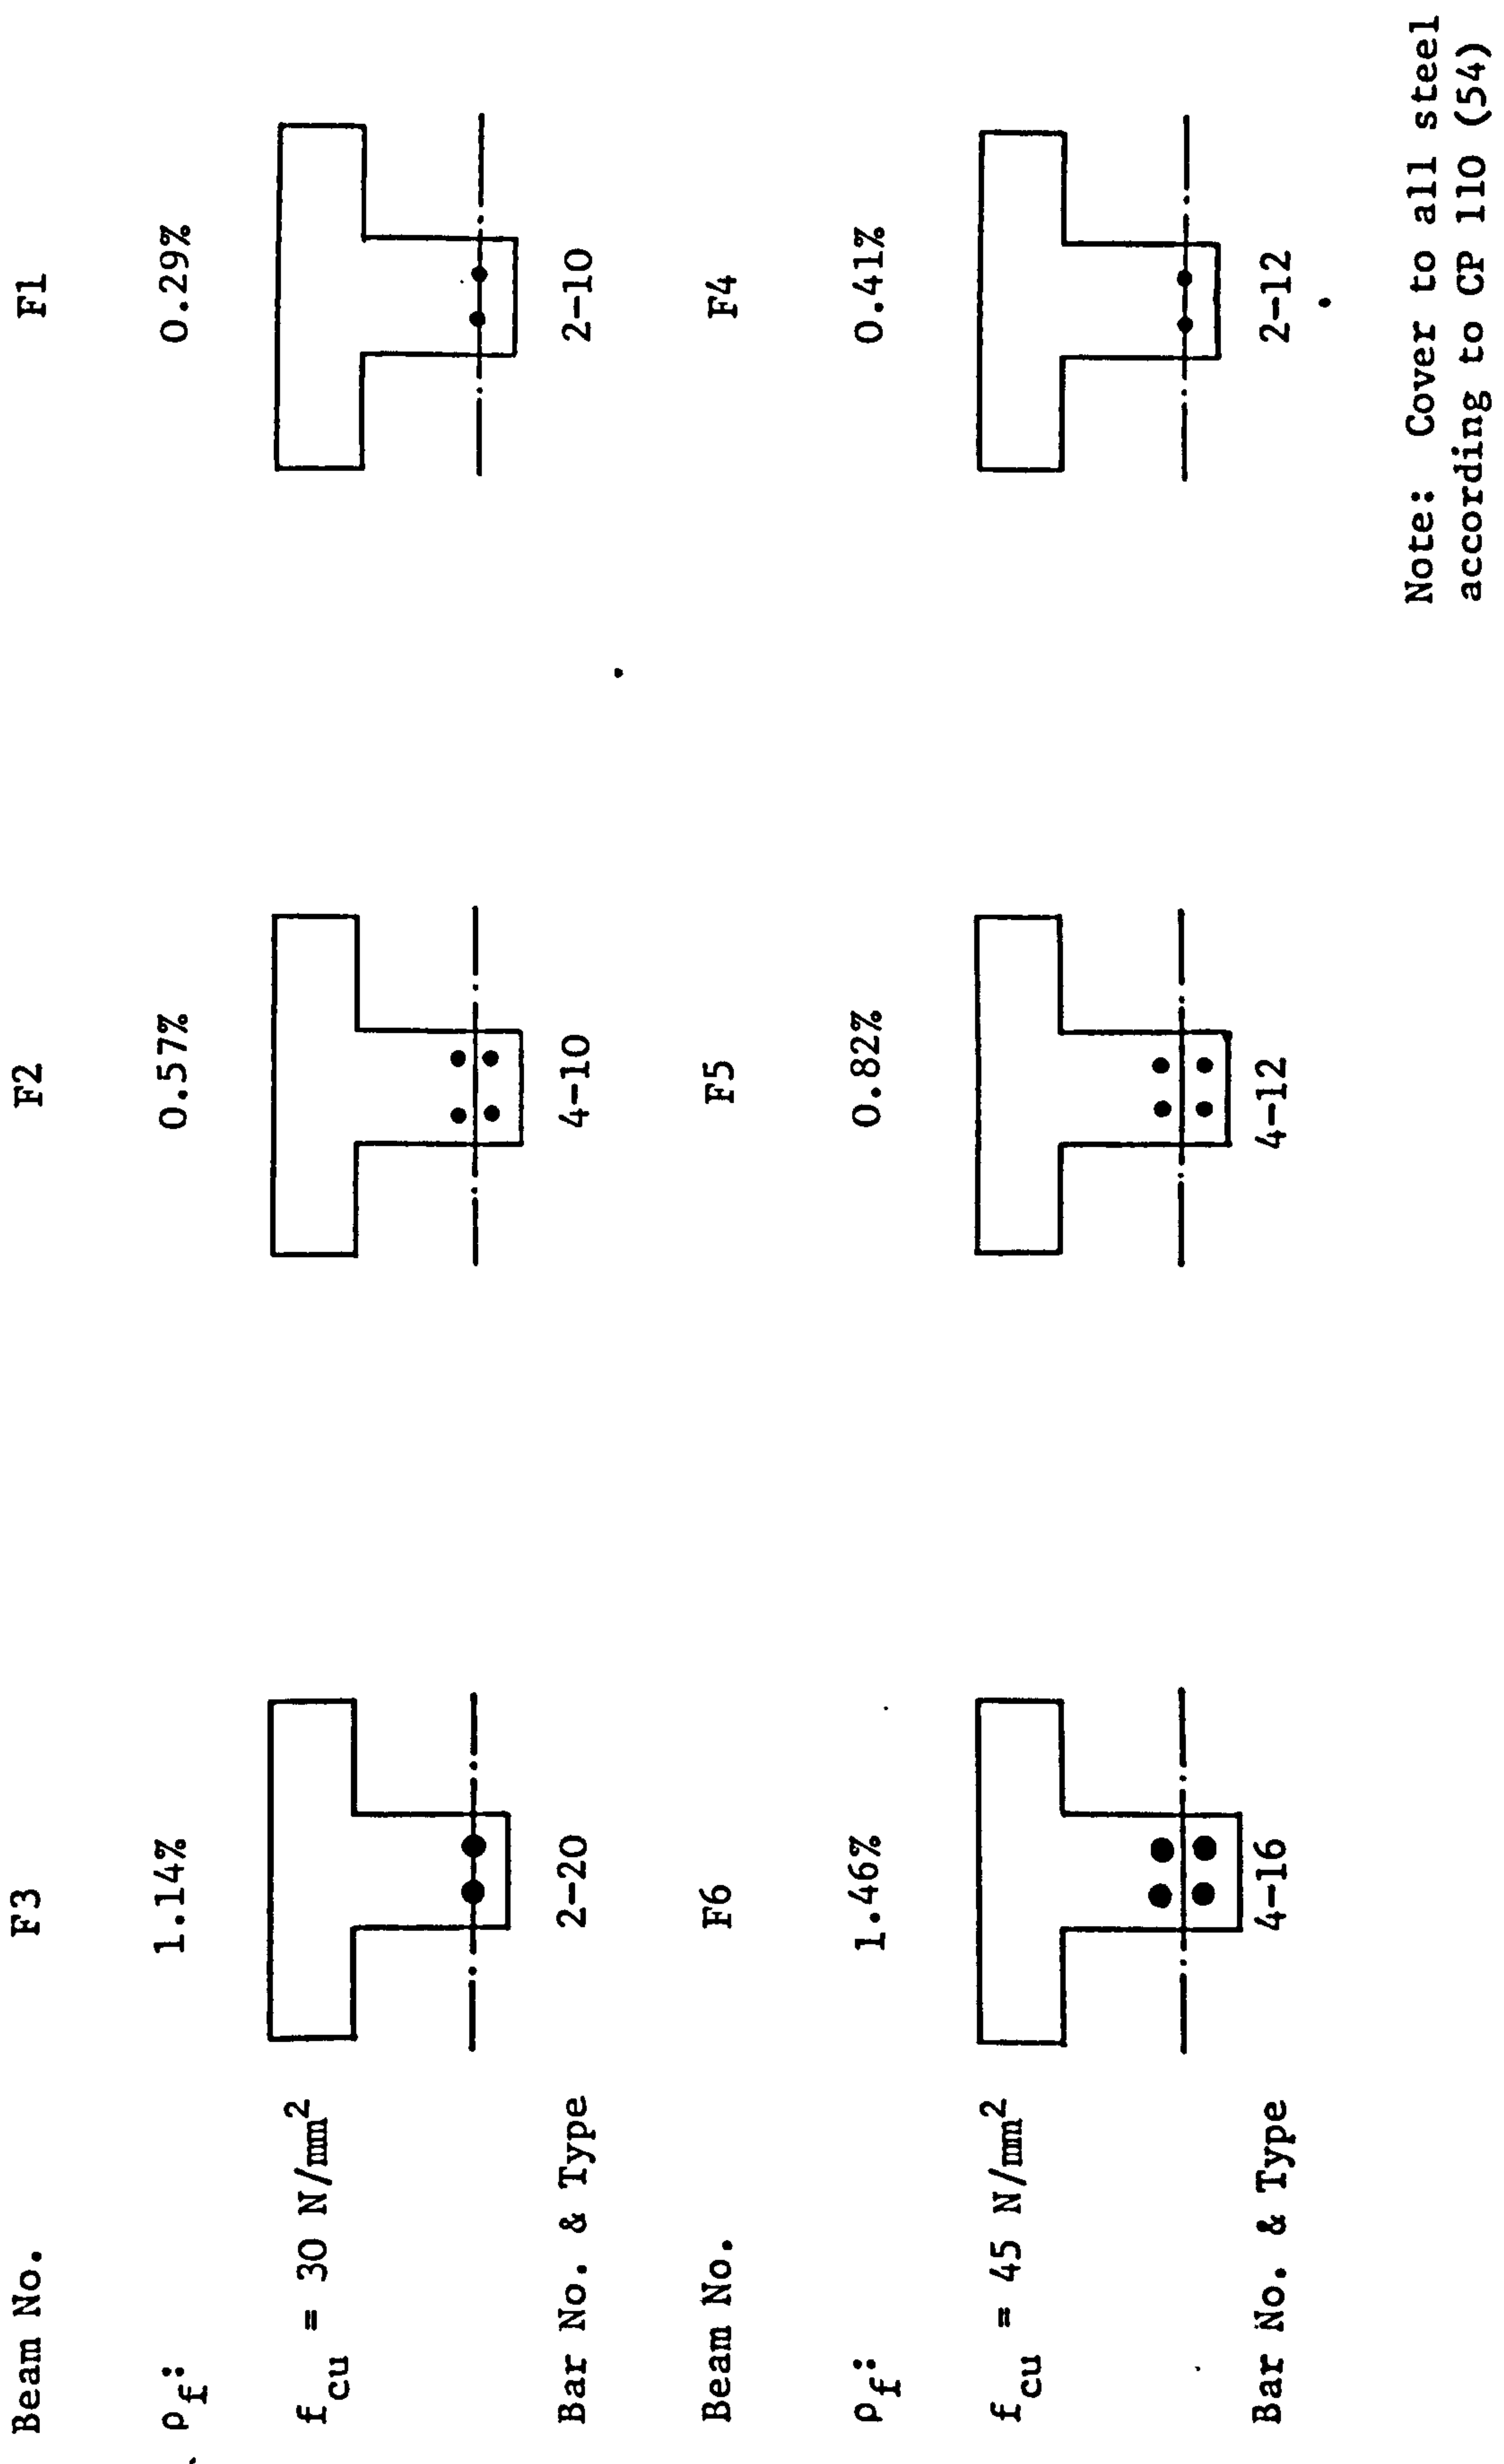 Beam No. F3 F2 F1
ρf: 1.14% 0.57% 0.29%
fcu = 30 N/mm²
Bar No. & Type 2-20 4-10 2-10
Beam No. F6 F5 F4
ρf: 1.46% 0.82% 0.41%
fcu = 45 N/mm²
Bar No. & Type 4-16 4-12 2-12
Note: Cover to all steel
according to CP 110 (54)